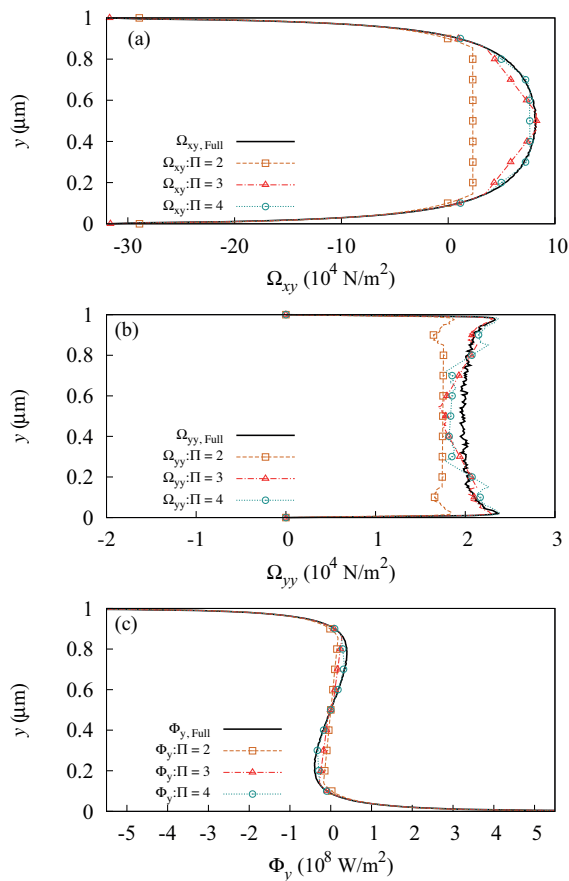 (a)
1
0.8
0.6
0.4
0.2
0
y (μm)
Ωxy, Full
Ωxy:Π = 2
Ωxy:Π = 3
Ωxy:Π = 4
-30 -20 -10 0 10
Ωxy (10⁴ N/m²)
(b)
1
0.8
0.6
0.4
0.2
0
y (μm)
Ωyy, Full
Ωyy:Π = 2
Ωyy:Π = 3
Ωyy:Π = 4
-2 -1 0 1 2 3
Ωyy (10⁴ N/m²)
(c)
1
0.8
0.6
0.4
0.2
0
y (μm)
Φy, Full
Φy:Π = 2
Φy:Π = 3
Φy:Π = 4
-5 -4 -3 -2 -1 0 1 2 3 4 5
Φy (10⁸ W/m²)